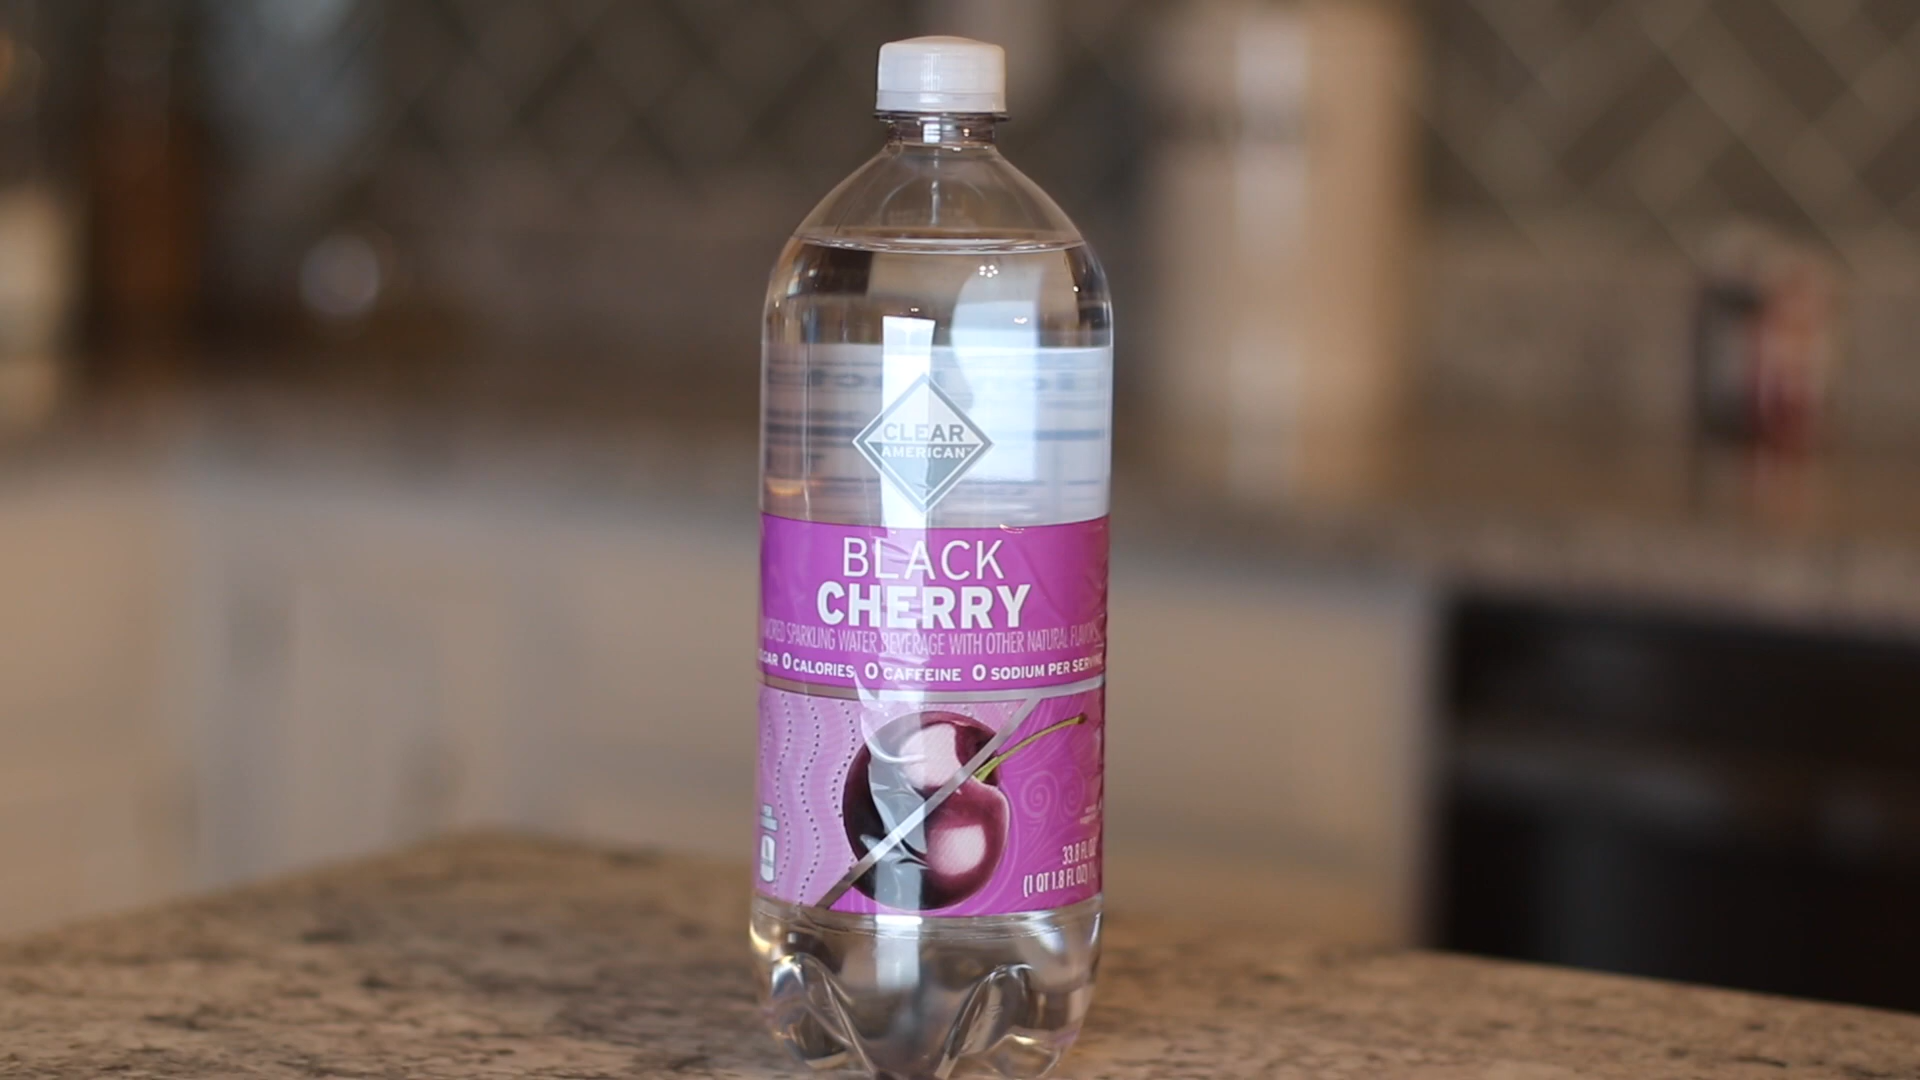 CLEAR
AMERICAN™
BLACK
CHERRY
SPARKLING WATER BEVERAGE WITH OTHER NATURAL
0 CALORIES 0 CAFFEINE 0 SODIUM PER
33.8 FL OZ
(1 QT 1.8 FL OZ)